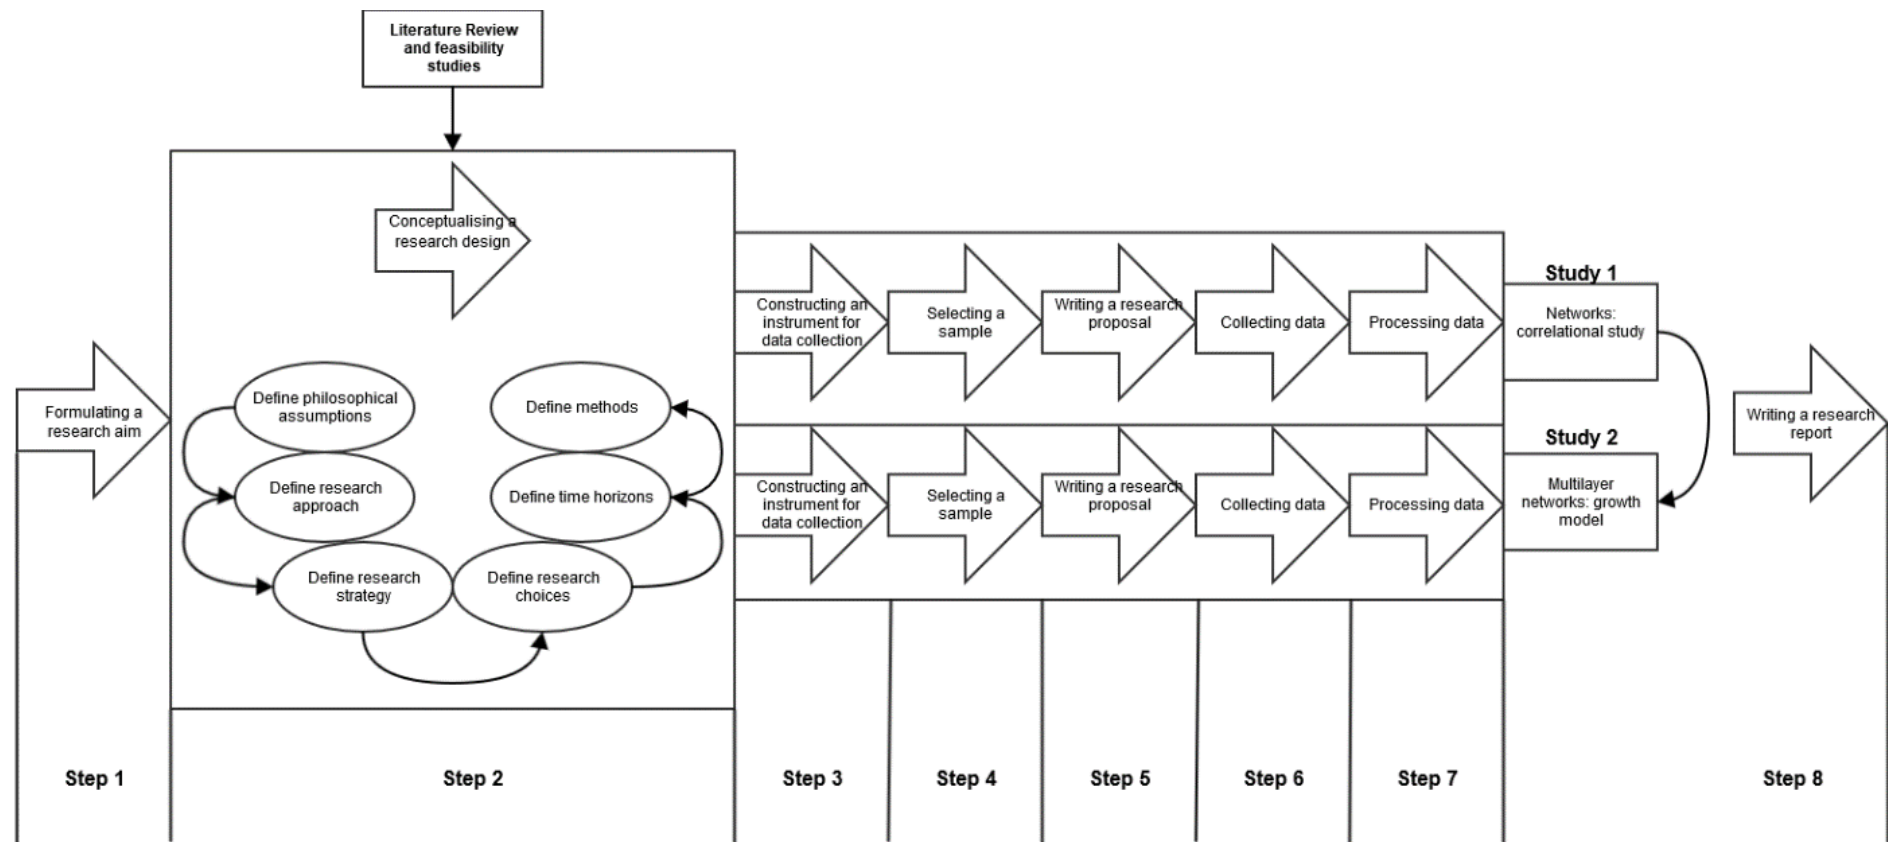 Literature Review
and feasibility
studies
Conceptualising a
research design
Formulating a
research aim
Define philosophical
assumptions
Define research
approach
Define research
strategy
Define research
choices
Define time horizons
Define methods
Constructing an
instrument for
data collection
Selecting a
sample
Writing a research
proposal
Collecting data
Processing data
Study 1
Networks:
correlational study
Constructing an
instrument for
data collection
Selecting a
sample
Writing a research
proposal
Collecting data
Processing data
Study 2
Multilayer
networks: growth
model
Writing a research
report
Step 1
Step 2
Step 3
Step 4
Step 5
Step 6
Step 7
Step 8